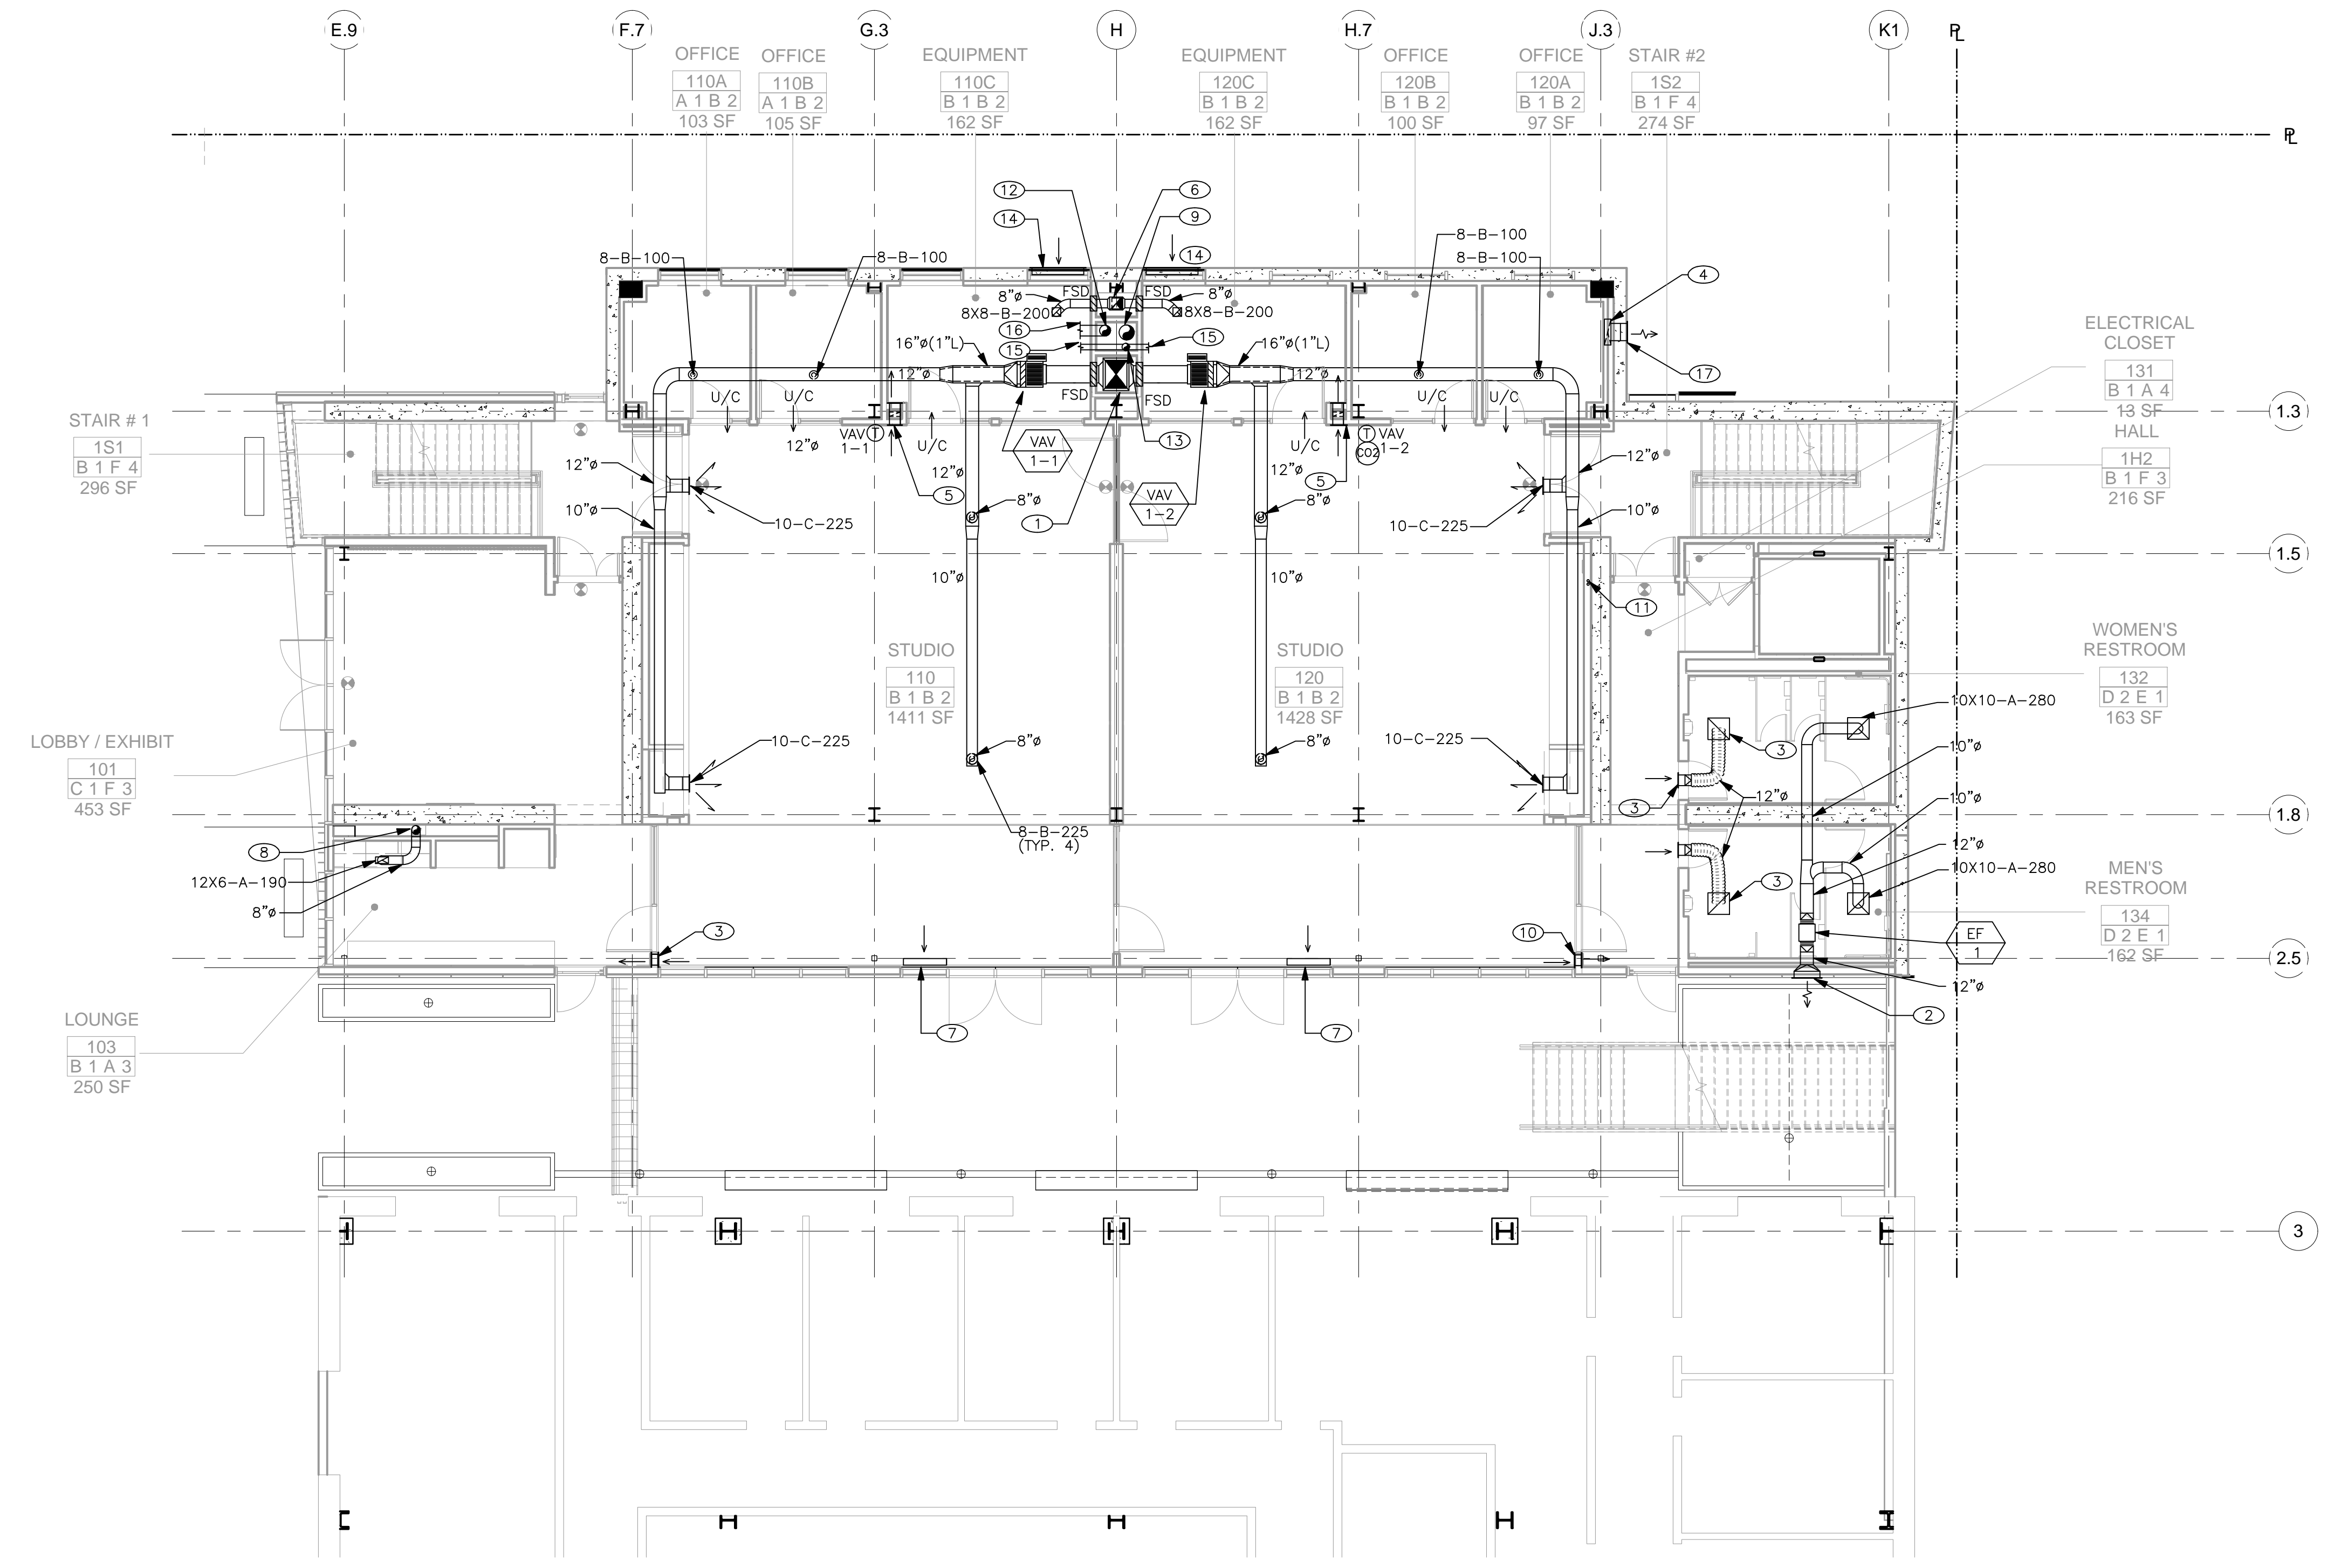 E.9
F.7
G.3
H
H.7
J.3
K1
PL
OFFICE
110A
A 1 B 2
103 SF
OFFICE
110B
A 1 B 2
105 SF
EQUIPMENT
110C
B 1 B 2
162 SF
EQUIPMENT
120C
B 1 B 2
162 SF
OFFICE
120B
B 1 B 2
100 SF
OFFICE
120A
B 1 B 2
97 SF
STAIR #2
1S2
B 1 F 4
274 SF
PL
12
6
14
9
14
8-B-100
8-B-100
8-B-100
8-B-100
4
FSD
FSD
8"ø
8"ø
8X8-B-200
8X8-B-200
16
15
15
16"ø(1"L)
16"ø(1"L)
12"ø
12"ø
17
FSD
FSD
U/C
U/C
U/C
U/C
U/C
U/C
12"ø
VAV
1-1
T
T
VAV
1-2
CO2
13
VAV
1-1
VAV
1-2
5
5
1
12"ø
12"ø
12"ø
12"ø
8"ø
8"ø
10"ø
10"ø
10-C-225
10-C-225
10"ø
10"ø
11
STAIR # 1
1S1
B 1 F 4
296 SF
ELECTRICAL
CLOSET
131
B 1 A 4
13 SF
HALL
1H2
B 1 F 3
216 SF
1.3
1.5
STUDIO
110
B 1 B 2
1411 SF
STUDIO
120
B 1 B 2
1428 SF
WOMEN'S
RESTROOM
132
D 2 E 1
163 SF
LOBBY / EXHIBIT
101
C 1 F 3
453 SF
10-C-225
10-C-225
8"ø
8"ø
8-B-225
(TYP. 4)
10X10-A-280
3
10"ø
3
12"ø
10"ø
1.8
12"ø
10X10-A-280
3
MEN'S
RESTROOM
134
D 2 E 1
162 SF
8
12X6-A-190
8"ø
3
10
EF
1
2.5
12"ø
2
7
7
LOUNGE
103
B 1 A 3
250 SF
3